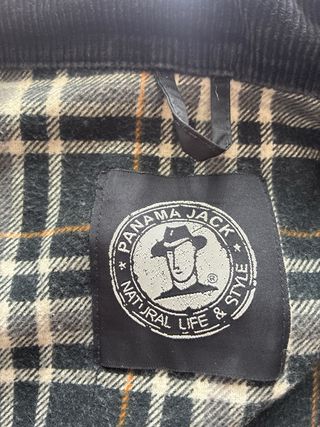 ★ PANAMA JACK ★
NATURAL LIFE & STYLE
®